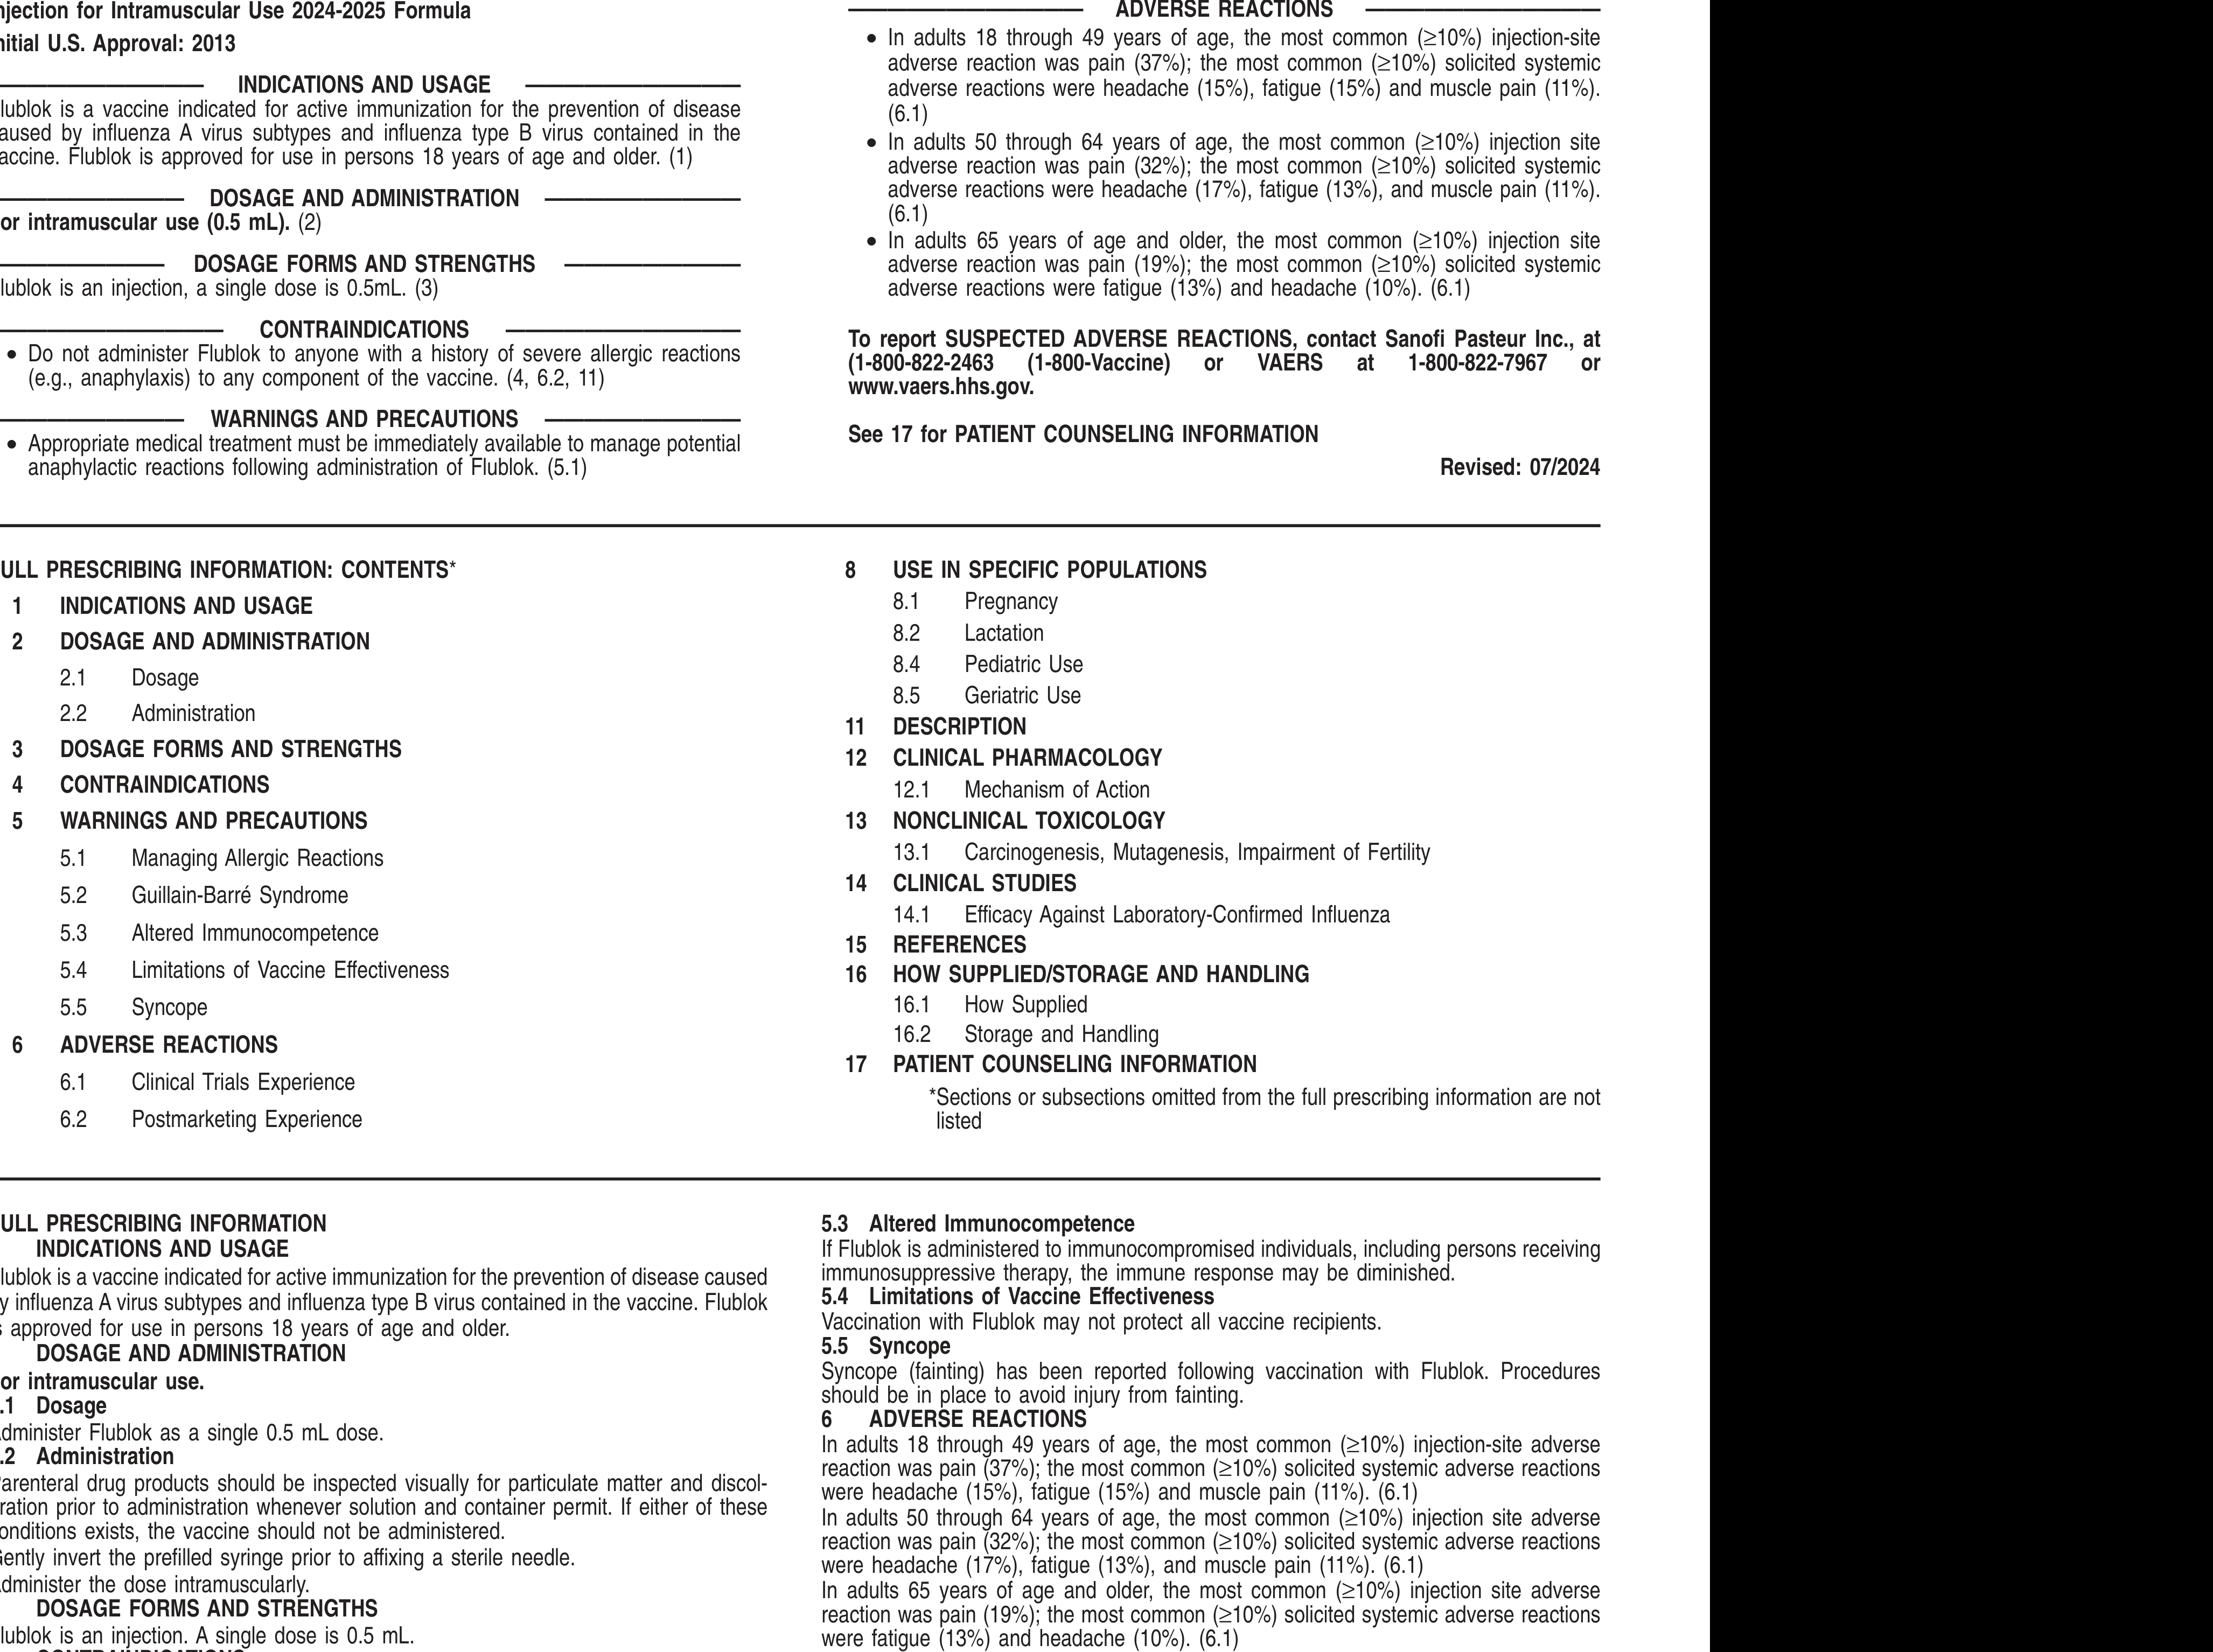 njection for Intramuscular Use 2024-2025 Formula
nitial U.S. Approval: 2013
INDICATIONS AND USAGE
lublok is a vaccine indicated for active immunization for the prevention of disease
aused by influenza A virus subtypes and influenza type B virus contained in the
accine. Flublok is approved for use in persons 18 years of age and older. (1)
DOSAGE AND ADMINISTRATION
or intramuscular use (0.5 mL). (2)
DOSAGE FORMS AND STRENGTHS
lublok is an injection, a single dose is 0.5mL. (3)
CONTRAINDICATIONS
• Do not administer Flublok to anyone with a history of severe allergic reactions
(e.g., anaphylaxis) to any component of the vaccine. (4, 6.2, 11)
WARNINGS AND PRECAUTIONS
• Appropriate medical treatment must be immediately available to manage potential
anaphylactic reactions following administration of Flublok. (5.1)
ADVERSE REACTIONS
• In adults 18 through 49 years of age, the most common (≥10%) injection-site
adverse reaction was pain (37%); the most common (≥10%) solicited systemic
adverse reactions were headache (15%), fatigue (15%) and muscle pain (11%).
(6.1)
• In adults 50 through 64 years of age, the most common (≥10%) injection site
adverse reaction was pain (32%); the most common (≥10%) solicited systemic
adverse reactions were headache (17%), fatigue (13%), and muscle pain (11%).
(6.1)
• In adults 65 years of age and older, the most common (≥10%) injection site
adverse reaction was pain (19%); the most common (≥10%) solicited systemic
adverse reactions were fatigue (13%) and headache (10%). (6.1)
To report SUSPECTED ADVERSE REACTIONS, contact Sanofi Pasteur Inc., at
(1-800-822-2463 (1-800-Vaccine) or VAERS at 1-800-822-7967 or
www.vaers.hhs.gov.
See 17 for PATIENT COUNSELING INFORMATION
Revised: 07/2024
ULL PRESCRIBING INFORMATION: CONTENTS*
1 INDICATIONS AND USAGE
2 DOSAGE AND ADMINISTRATION
2.1 Dosage
2.2 Administration
3 DOSAGE FORMS AND STRENGTHS
4 CONTRAINDICATIONS
5 WARNINGS AND PRECAUTIONS
5.1 Managing Allergic Reactions
5.2 Guillain-Barré Syndrome
5.3 Altered Immunocompetence
5.4 Limitations of Vaccine Effectiveness
5.5 Syncope
6 ADVERSE REACTIONS
6.1 Clinical Trials Experience
6.2 Postmarketing Experience
8 USE IN SPECIFIC POPULATIONS
8.1 Pregnancy
8.2 Lactation
8.4 Pediatric Use
8.5 Geriatric Use
11 DESCRIPTION
12 CLINICAL PHARMACOLOGY
12.1 Mechanism of Action
13 NONCLINICAL TOXICOLOGY
13.1 Carcinogenesis, Mutagenesis, Impairment of Fertility
14 CLINICAL STUDIES
14.1 Efficacy Against Laboratory-Confirmed Influenza
15 REFERENCES
16 HOW SUPPLIED/STORAGE AND HANDLING
16.1 How Supplied
16.2 Storage and Handling
17 PATIENT COUNSELING INFORMATION
*Sections or subsections omitted from the full prescribing information are not
listed
ULL PRESCRIBING INFORMATION
INDICATIONS AND USAGE
lublok is a vaccine indicated for active immunization for the prevention of disease caused
y influenza A virus subtypes and influenza type B virus contained in the vaccine. Flublok
s approved for use in persons 18 years of age and older.
DOSAGE AND ADMINISTRATION
or intramuscular use.
.1 Dosage
dminister Flublok as a single 0.5 mL dose.
.2 Administration
arenteral drug products should be inspected visually for particulate matter and discol-
ration prior to administration whenever solution and container permit. If either of these
onditions exists, the vaccine should not be administered.
ently invert the prefilled syringe prior to affixing a sterile needle.
dminister the dose intramuscularly.
DOSAGE FORMS AND STRENGTHS
lublok is an injection. A single dose is 0.5 mL.
5.3 Altered Immunocompetence
If Flublok is administered to immunocompromised individuals, including persons receiving
immunosuppressive therapy, the immune response may be diminished.
5.4 Limitations of Vaccine Effectiveness
Vaccination with Flublok may not protect all vaccine recipients.
5.5 Syncope
Syncope (fainting) has been reported following vaccination with Flublok. Procedures
should be in place to avoid injury from fainting.
6 ADVERSE REACTIONS
In adults 18 through 49 years of age, the most common (≥10%) injection-site adverse
reaction was pain (37%); the most common (≥10%) solicited systemic adverse reactions
were headache (15%), fatigue (15%) and muscle pain (11%). (6.1)
In adults 50 through 64 years of age, the most common (≥10%) injection site adverse
reaction was pain (32%); the most common (≥10%) solicited systemic adverse reactions
were headache (17%), fatigue (13%), and muscle pain (11%). (6.1)
In adults 65 years of age and older, the most common (≥10%) injection site adverse
reaction was pain (19%); the most common (≥10%) solicited systemic adverse reactions
were fatigue (13%) and headache (10%). (6.1)